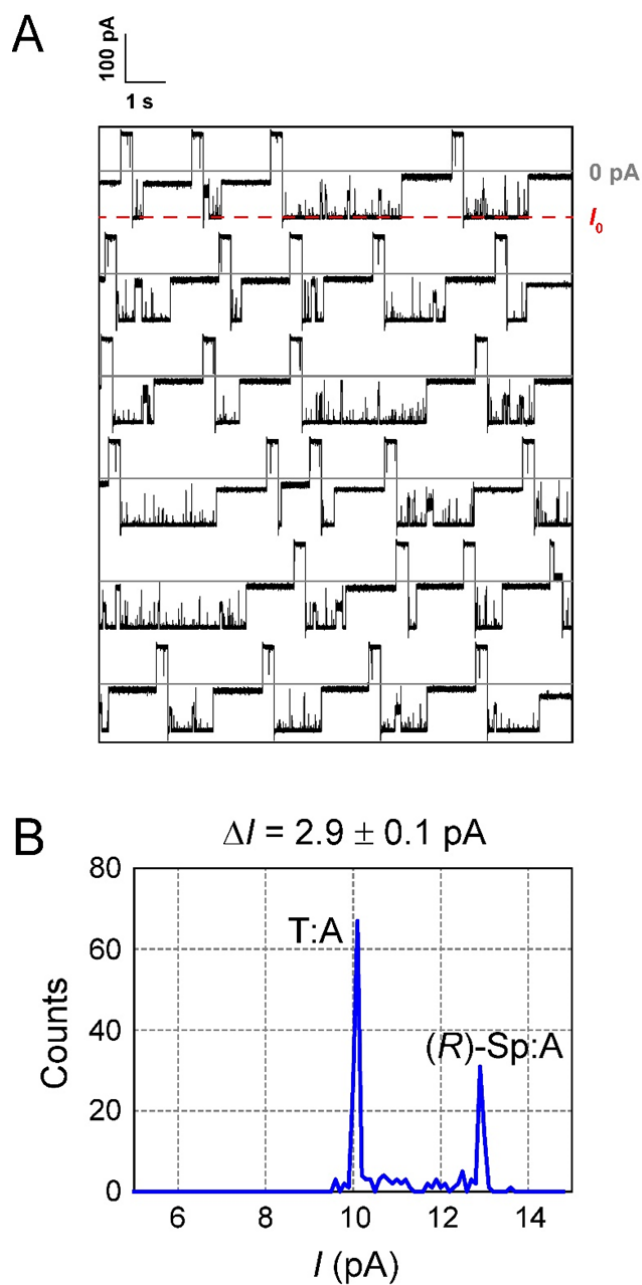 A
100 pA
1 s
0 pA
I₀
B
ΔI = 2.9 ± 0.1 pA
80
T:A
60
Counts
40
(R)-Sp:A
20
0
6 8 10 12 14
I (pA)